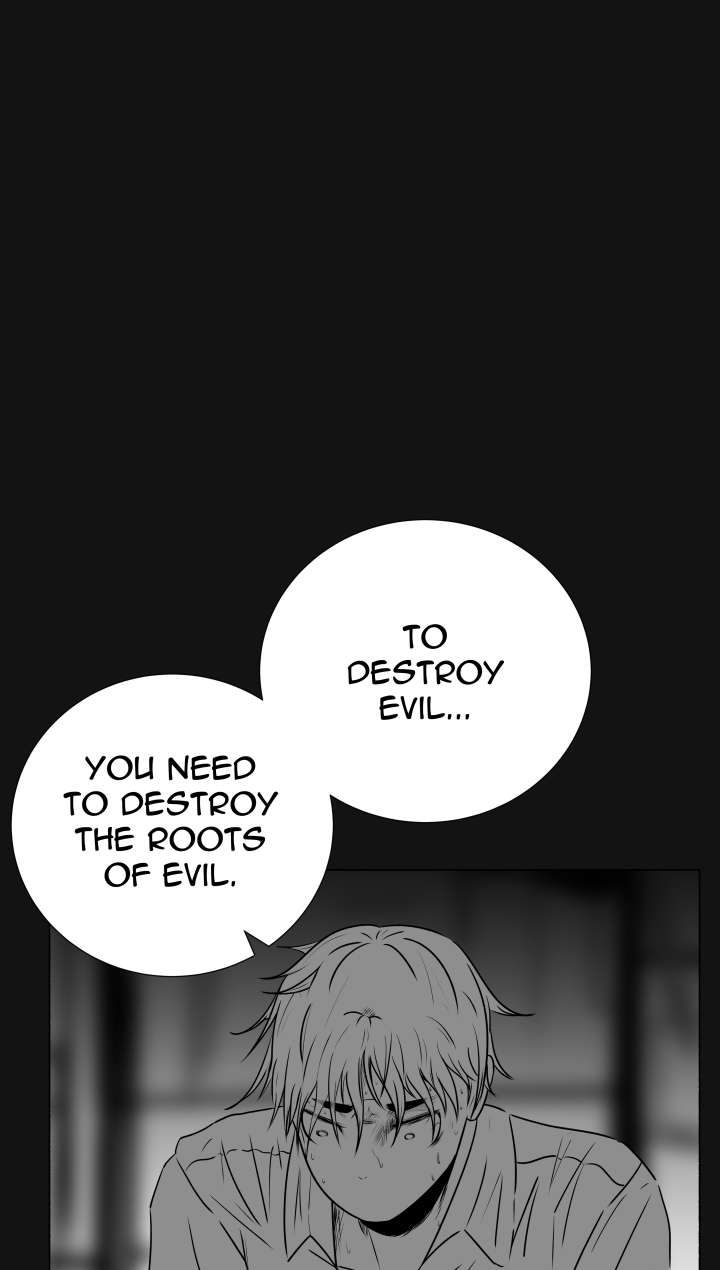 TO
DESTROY
EVIL...
YOU NEED
TO DESTROY
THE ROOTS
OF EVIL.